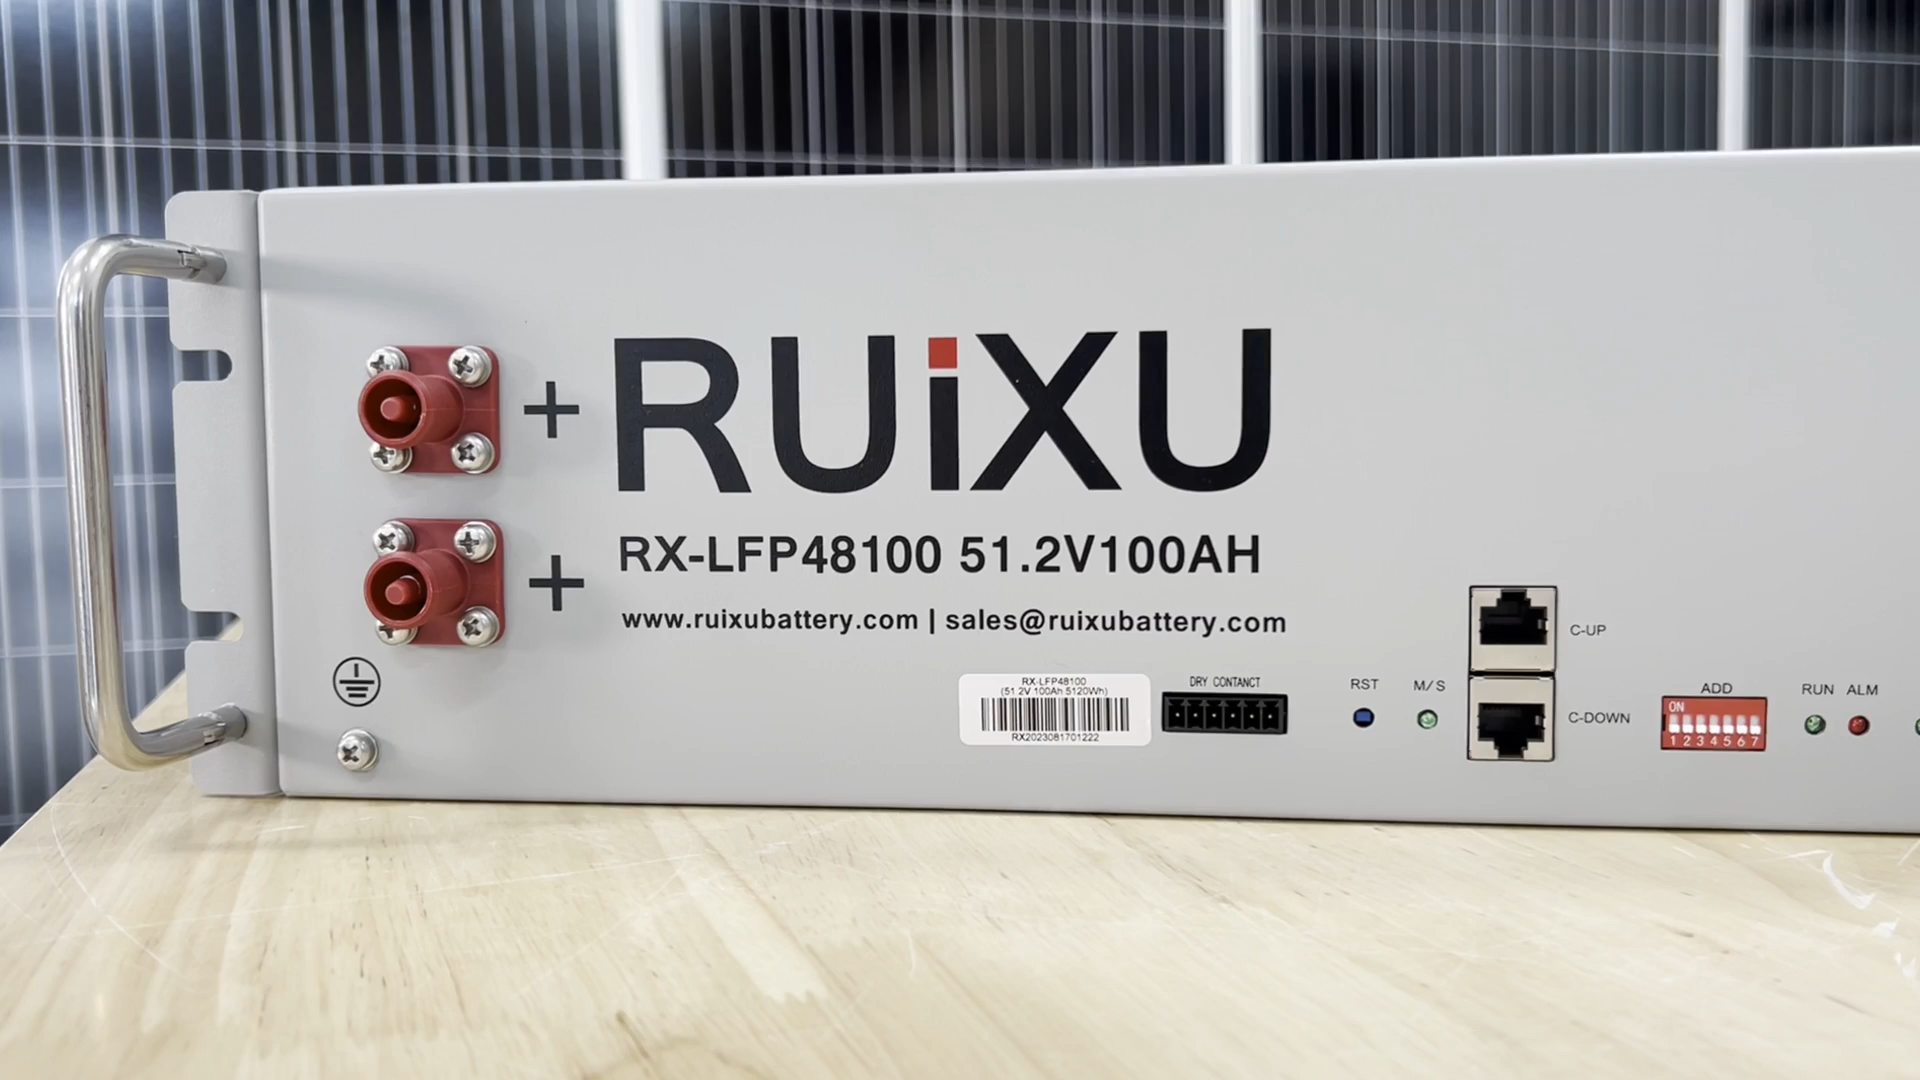 + RUiXU
+ RX-LFP48100 51.2V100AH
www.ruixubattery.com | sales@ruixubattery.com
RX-LFP48100
(51.2V 100Ah 5120Wh)
RX2023081701222
DRY CONTANCT
RST
M/S
C-UP
C-DOWN
ADD
ON
1 2 3 4 5 6 7
RUN ALM